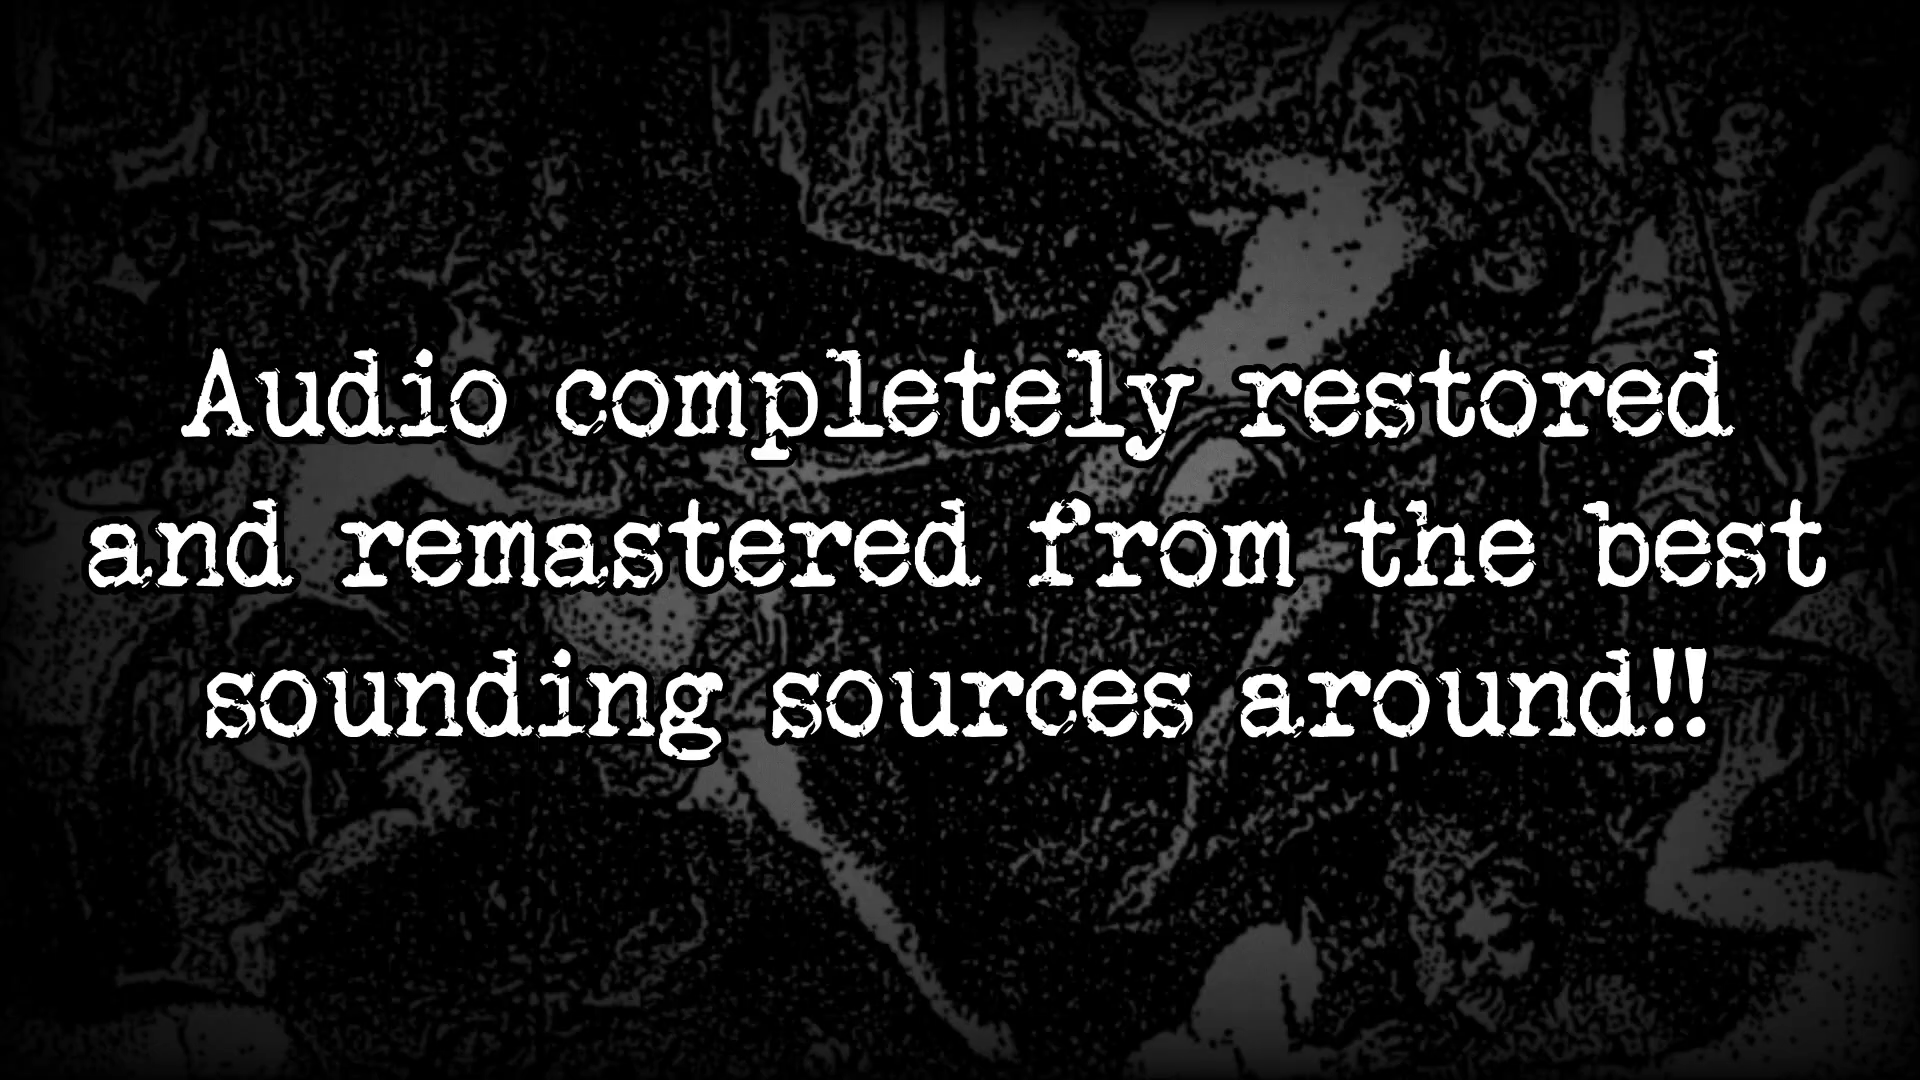 Audio completely restored
and remastered from the best
sounding sources around!!